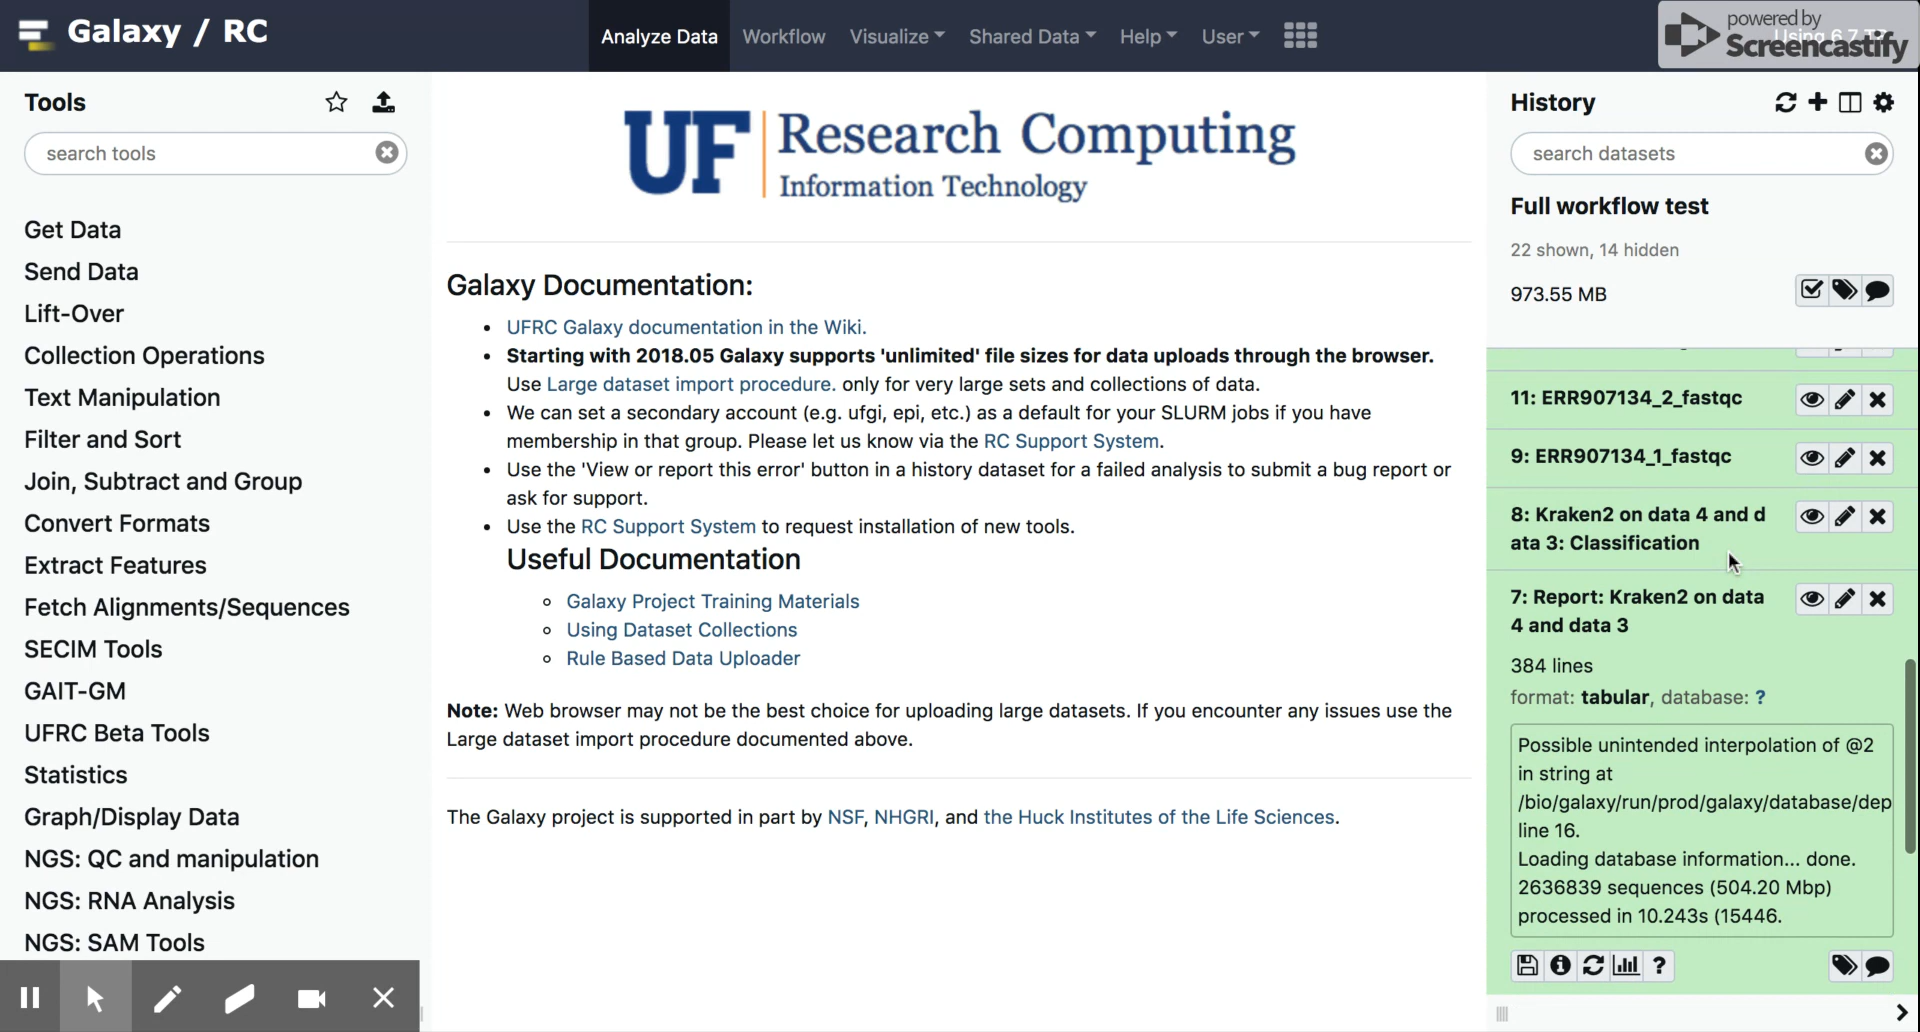 Galaxy / RC
Analyze Data
Workflow
Visualize
Shared Data
Help
User
powered by
Screencastify
Tools
search tools
Get Data
Send Data
Lift-Over
Collection Operations
Text Manipulation
Filter and Sort
Join, Subtract and Group
Convert Formats
Extract Features
Fetch Alignments/Sequences
SECIM Tools
GAIT-GM
UFRC Beta Tools
Statistics
Graph/Display Data
NGS: QC and manipulation
NGS: RNA Analysis
NGS: SAM Tools
UF Research Computing
Information Technology
Galaxy Documentation:
UFRC Galaxy documentation in the Wiki.
Starting with 2018.05 Galaxy supports 'unlimited' file sizes for data uploads through the browser.
Use Large dataset import procedure. only for very large sets and collections of data.
We can set a secondary account (e.g. ufgi, epi, etc.) as a default for your SLURM jobs if you have
membership in that group. Please let us know via the RC Support System.
Use the 'View or report this error' button in a history dataset for a failed analysis to submit a bug report or
ask for support.
Use the RC Support System to request installation of new tools.
Useful Documentation
Galaxy Project Training Materials
Using Dataset Collections
Rule Based Data Uploader
Note: Web browser may not be the best choice for uploading large datasets. If you encounter any issues use the
Large dataset import procedure documented above.
The Galaxy project is supported in part by NSF, NHGRI, and the Huck Institutes of the Life Sciences.
History
search datasets
Full workflow test
22 shown, 14 hidden
973.55 MB
11: ERR907134_2_fastqc
9: ERR907134_1_fastqc
8: Kraken2 on data 4 and d
ata 3: Classification
7: Report: Kraken2 on data
4 and data 3
384 lines
format: tabular, database: ?
Possible unintended interpolation of @2
in string at
/bio/galaxy/run/prod/galaxy/database/dep
line 16.
Loading database information... done.
2636839 sequences (504.20 Mbp)
processed in 10.243s (15446.